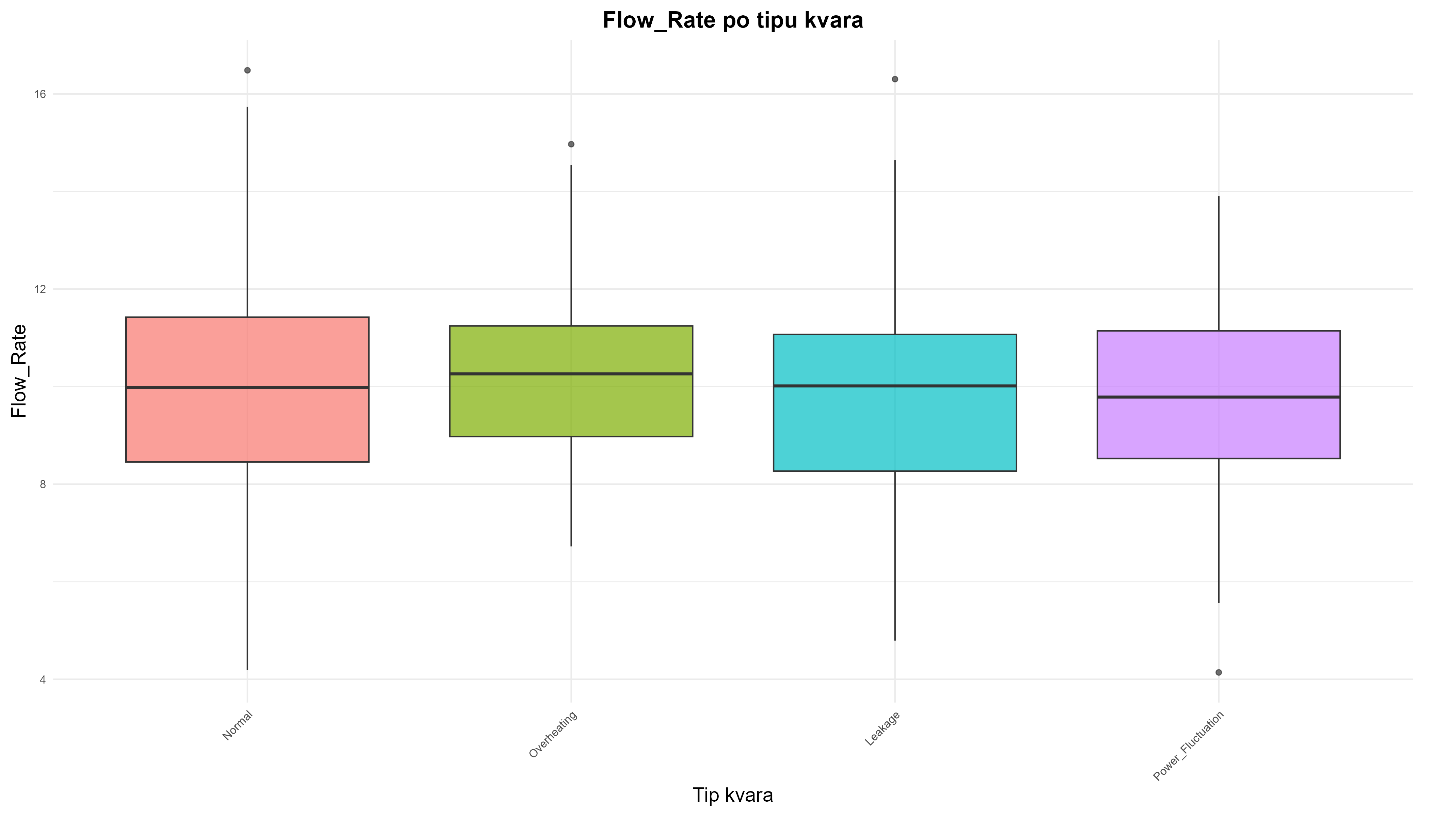 Flow_Rate po tipu kvara
Flow_Rate
16
12
8
4
Normal
Overheating
Leakage
Power_Fluctuation
Tip kvara